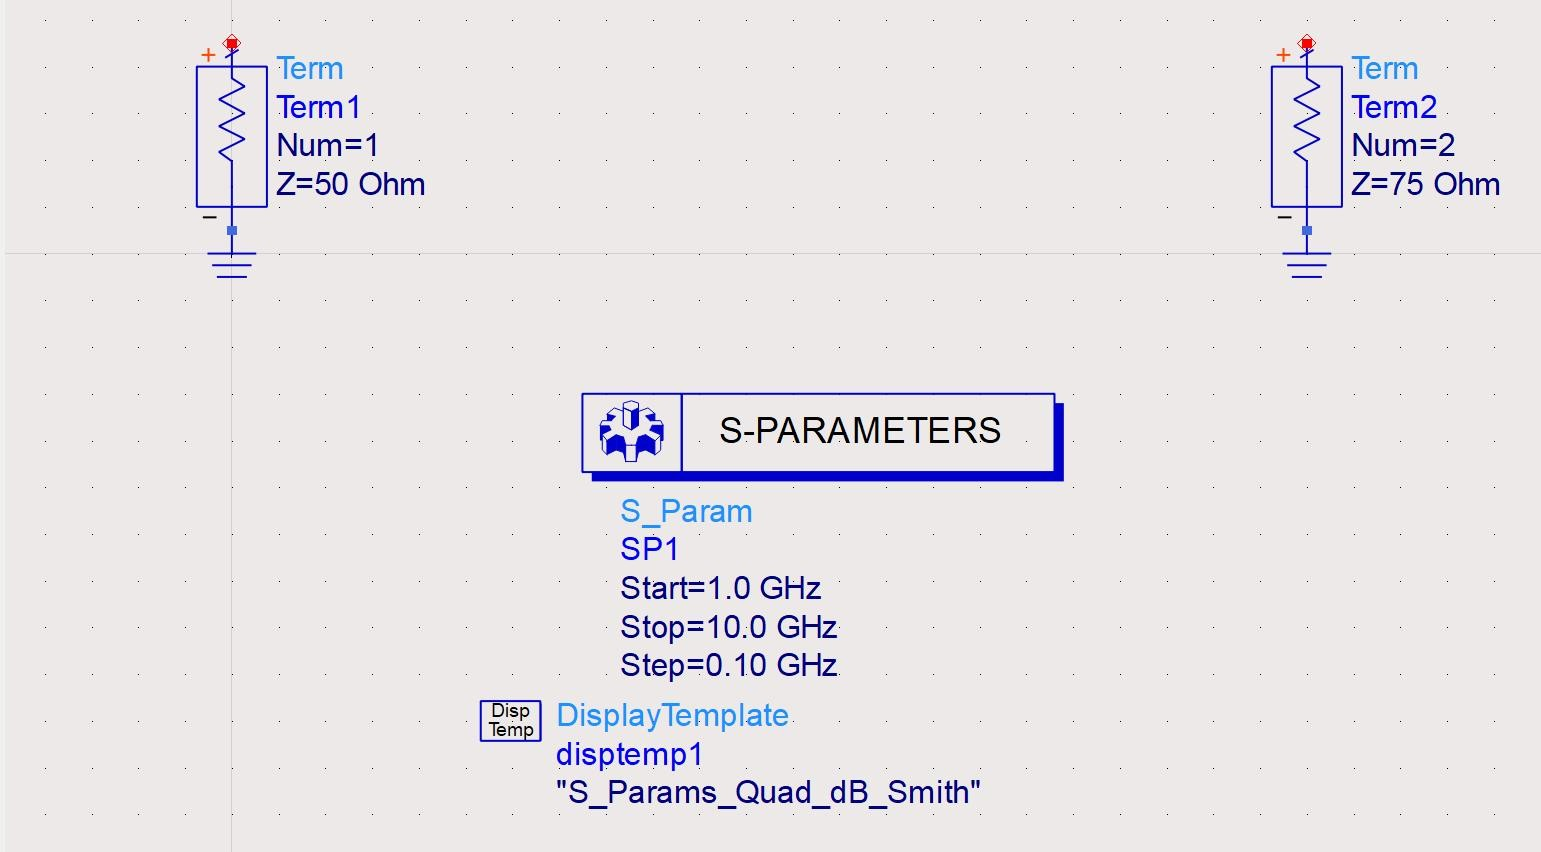 +
Term
Term1
Num=1
Z=50 Ohm
−
+
Term
Term2
Num=2
Z=75 Ohm
−
S-PARAMETERS
S_Param
SP1
Start=1.0 GHz
Stop=10.0 GHz
Step=0.10 GHz
Disp
Temp
DisplayTemplate
disptemp1
"S_Params_Quad_dB_Smith"